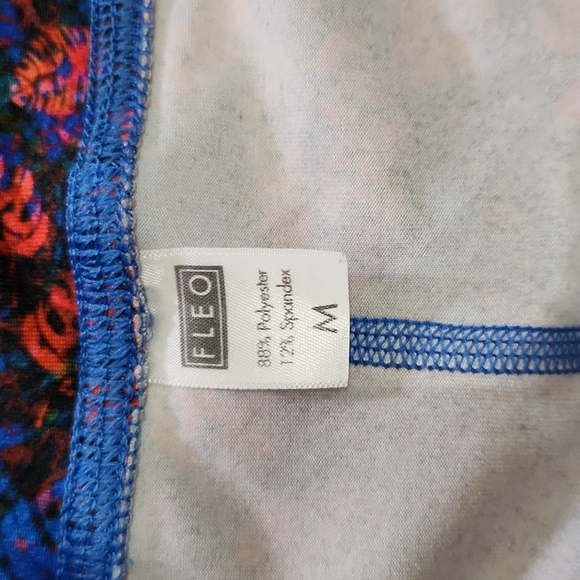 FLEO
88% Polyester
12% Spandex
M